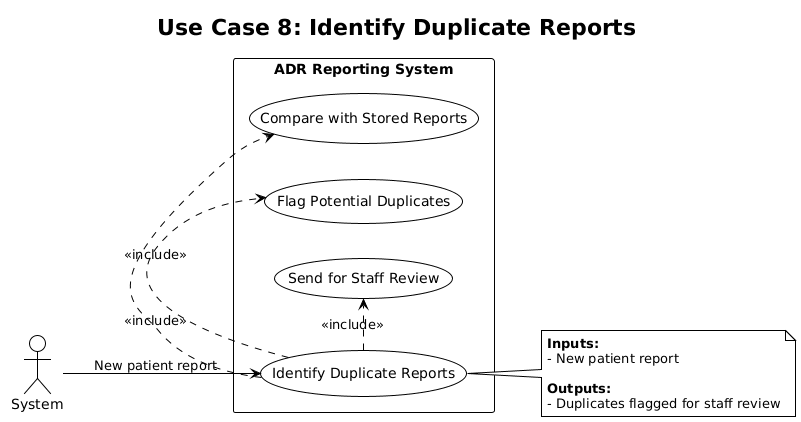 Use Case 8: Identify Duplicate Reports
ADR Reporting System
Compare with Stored Reports
Flag Potential Duplicates
«include»
Send for Staff Review
«include»
«include»
New patient report
System
Identify Duplicate Reports
Inputs:
- New patient report
Outputs:
- Duplicates flagged for staff review